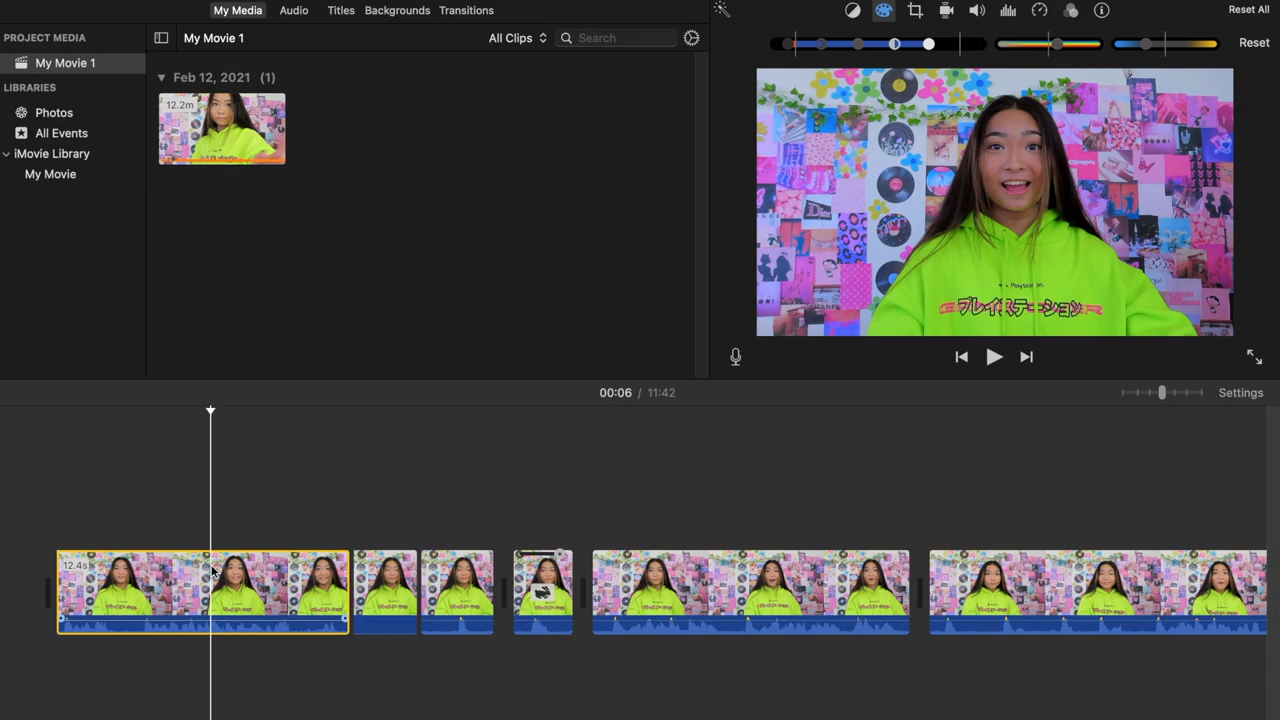 My Media Audio Titles Backgrounds Transitions
Reset All
PROJECT MEDIA
My Movie 1
My Movie 1
All Clips
Search
Reset
LIBRARIES
Photos
All Events
iMovie Library
My Movie
Feb 12, 2021 (1)
12.2m
Dior
PlayStation
プレイステーション
00:06 / 11:42
Settings
12.4s